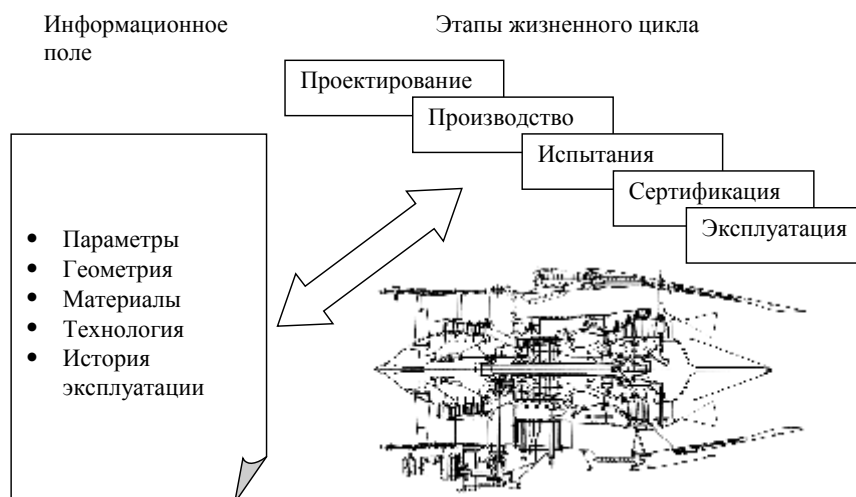 Информационное
поле
Этапы жизненного цикла
Проектирование
Производство
Испытания
Сертификация
Эксплуатация
• Параметры
• Геометрия
• Материалы
• Технология
• История
эксплуатации